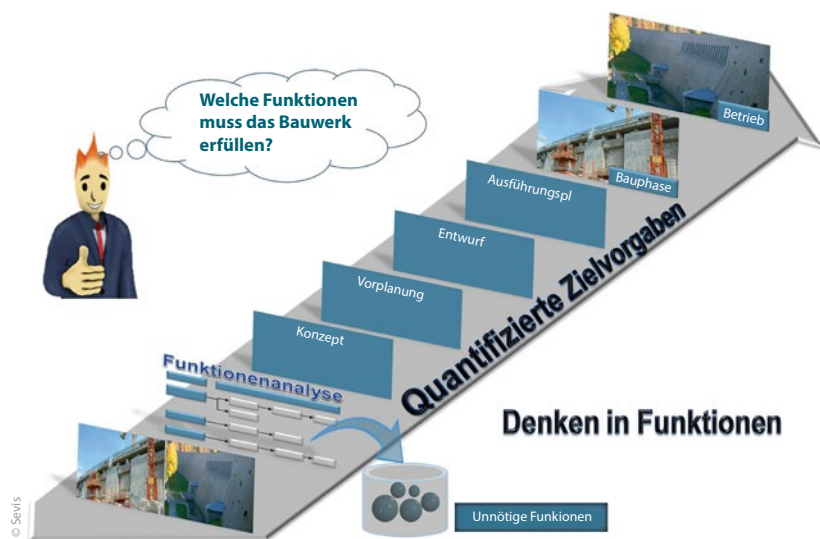 Welche Funktionen
muss das Bauwerk
erfüllen?
Betrieb
Bauphase
Ausführungspl
Entwurf
Vorplanung
Konzept
Funktionenanalyse
Quantifizierte Zielvorgaben
Denken in Funktionen
Unnötige Funkionen
© Sevis